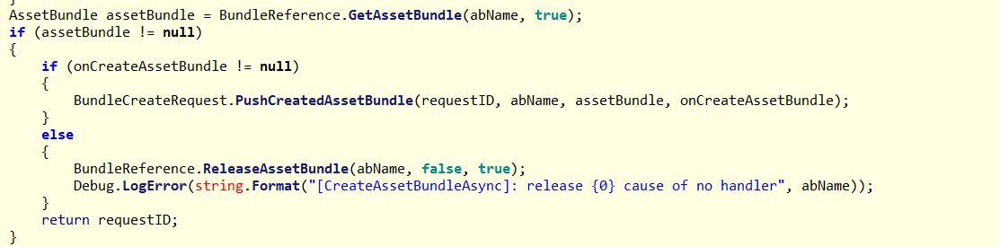 }
AssetBundle assetBundle = BundleReference.GetAssetBundle(abName, true);
if (assetBundle != null)
{
    if (onCreateAssetBundle != null)
    {
        BundleCreateRequest.PushCreatedAssetBundle(requestID, abName, assetBundle, onCreateAssetBundle);
    }
    else
    {
        BundleReference.ReleaseAssetBundle(abName, false, true);
        Debug.LogError(string.Format("[CreateAssetBundleAsync]: release {0} cause of no handler", abName));
    }
    return requestID;
}